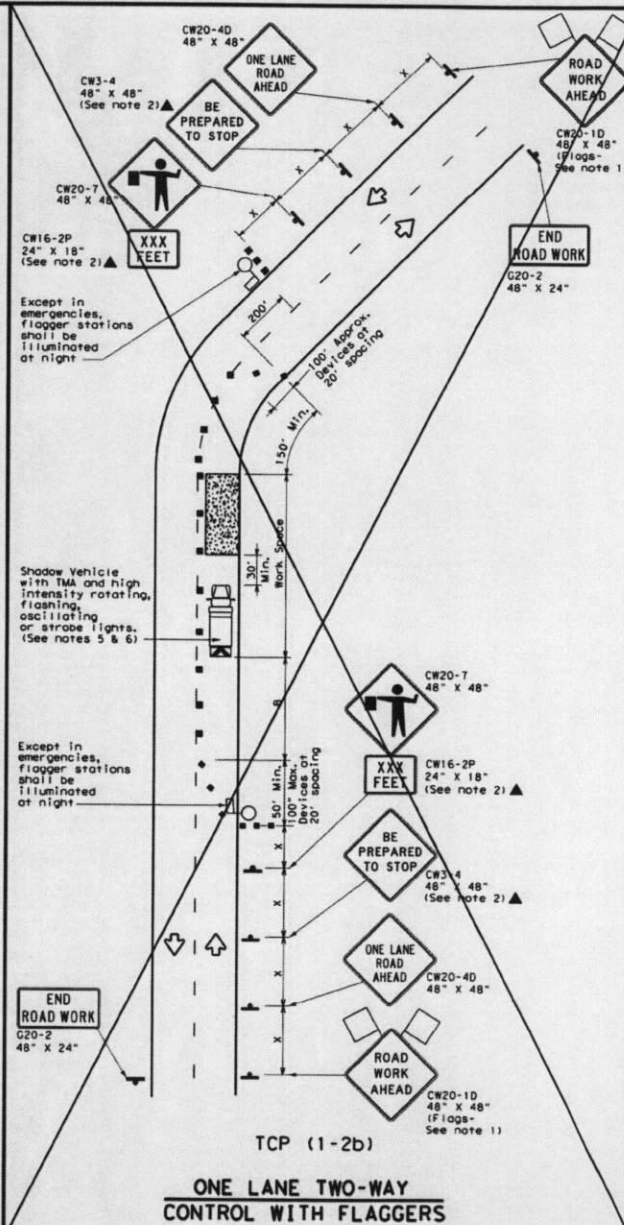 CW20-4D
48" X 48"
ONE LANE
ROAD
AHEAD
ROAD
WORK
AHEAD
CW3-4
48" X 48"
(See note 2)▲
BE
PREPARED
TO STOP
CW20-1D
48" X 48"
(Flags-
See note 1
CW20-7
48" X 48"
X
X
X
X
XXX
FEET
CW16-2P
24" X 18"
(See note 2)▲
END
ROAD WORK
G20-2
48" X 24"
Except in
emergencies,
flagger stations
shall be
illuminated
at night
200'
100' Approx.
Devices at
20' spacing
150' Min.
30'
Min.
Work Space
Shadow Vehicle
with TMA and high
intensity rotating,
flashing,
oscillating
or strobe lights.
(See notes 5 & 6)
B
CW20-7
48" X 48"
Except in
emergencies,
flagger stations
shall be
illuminated
at night
50' Min.
100" Max.
Devices at
20' spacing
XXX
FEET
CW16-2P
24" X 18"
(See note 2)▲
X
X
X
X
BE
PREPARED
TO STOP
CW3-4
48" X 48"
(See note 2)▲
ONE LANE
ROAD
AHEAD
CW20-4D
48" X 48"
END
ROAD WORK
G20-2
48" X 24"
ROAD
WORK
AHEAD
CW20-1D
48" X 48"
(Flags-
See note 1)
TCP (1-2b)
ONE LANE TWO-WAY
CONTROL WITH FLAGGERS